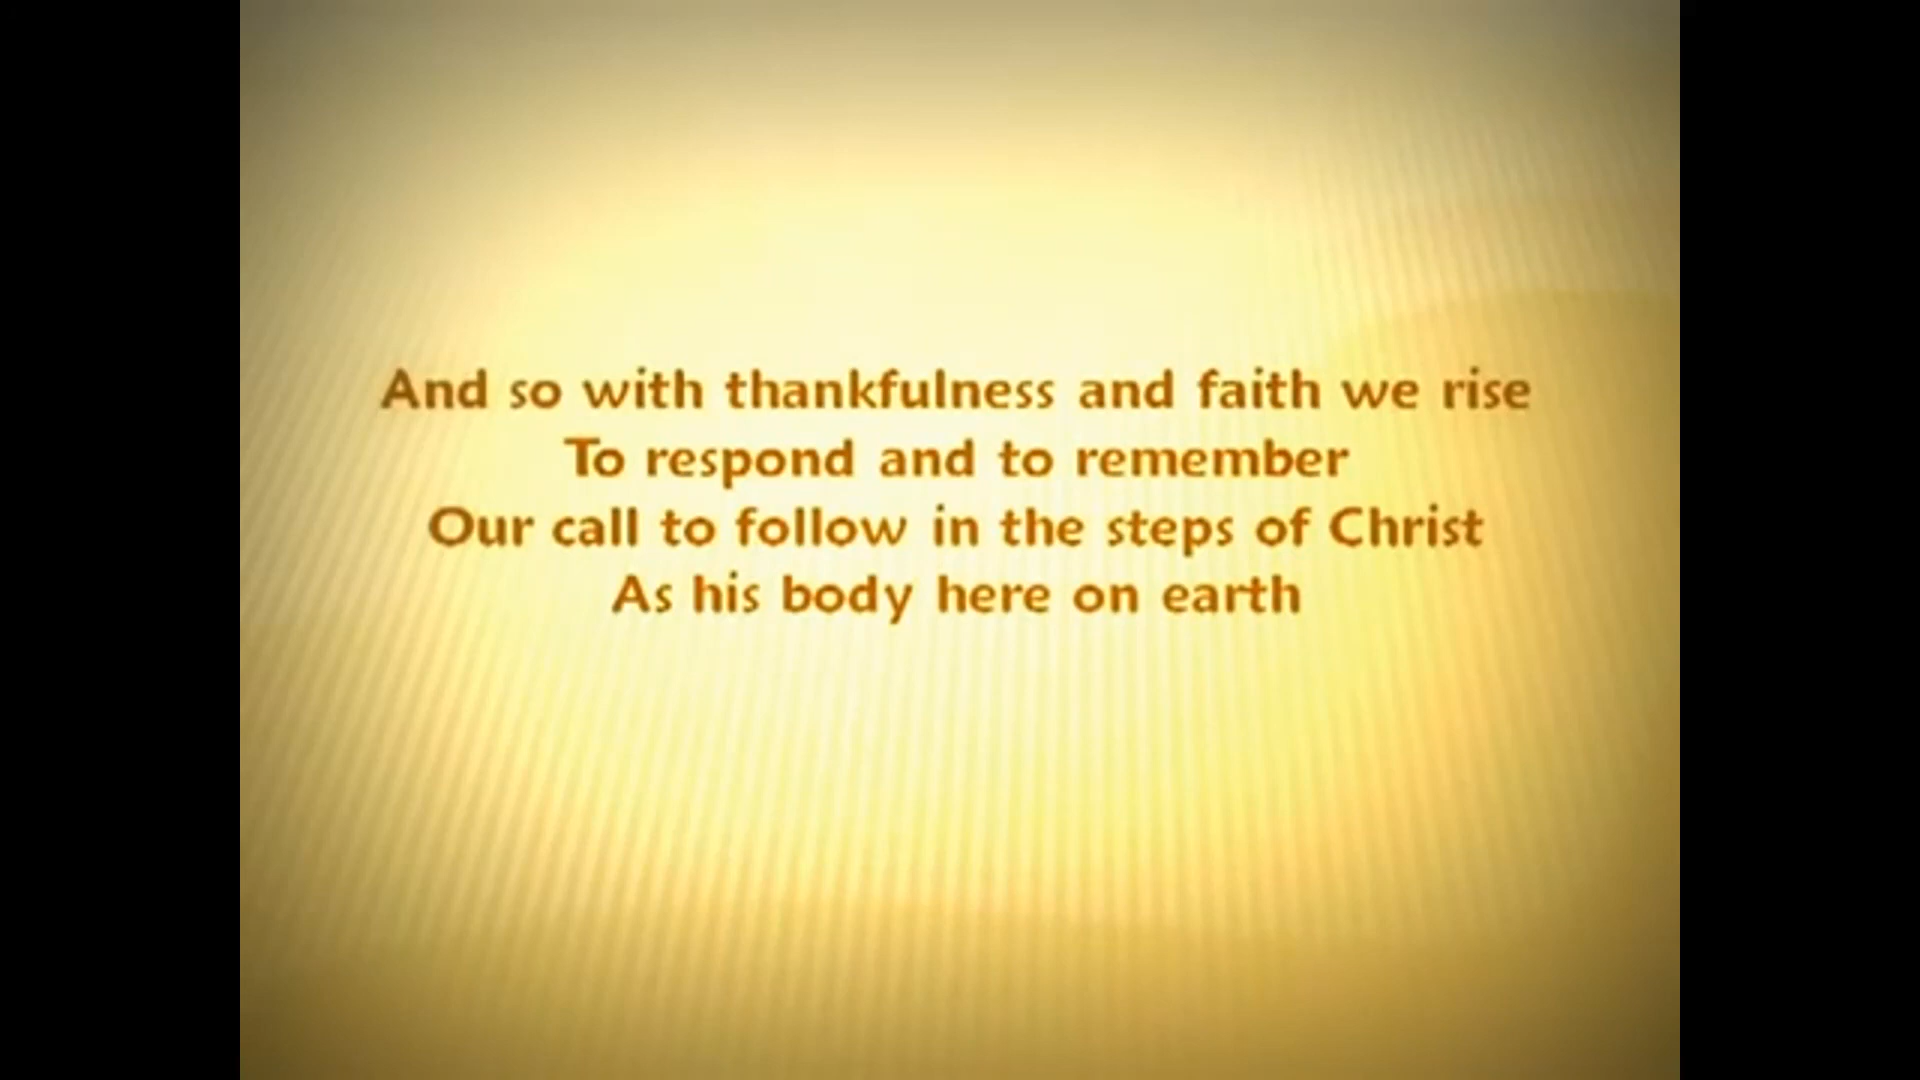 And so with thankfulness and faith we rise
To respond and to remember
Our call to follow in the steps of Christ
As his body here on earth